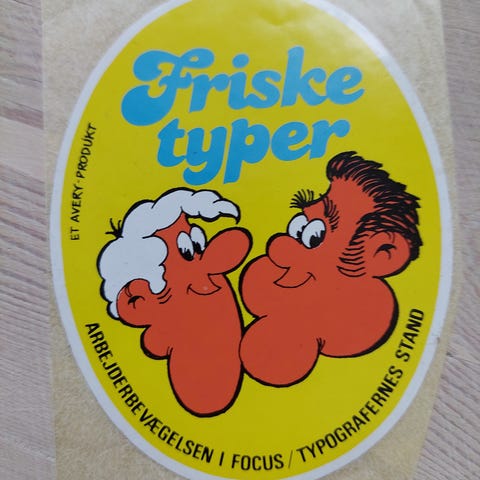 Friske
typer
ET AVERY-PRODUKT
ARBEJDERBEVÆGELSEN I FOCUS / TYPOGRAFERNES STAND